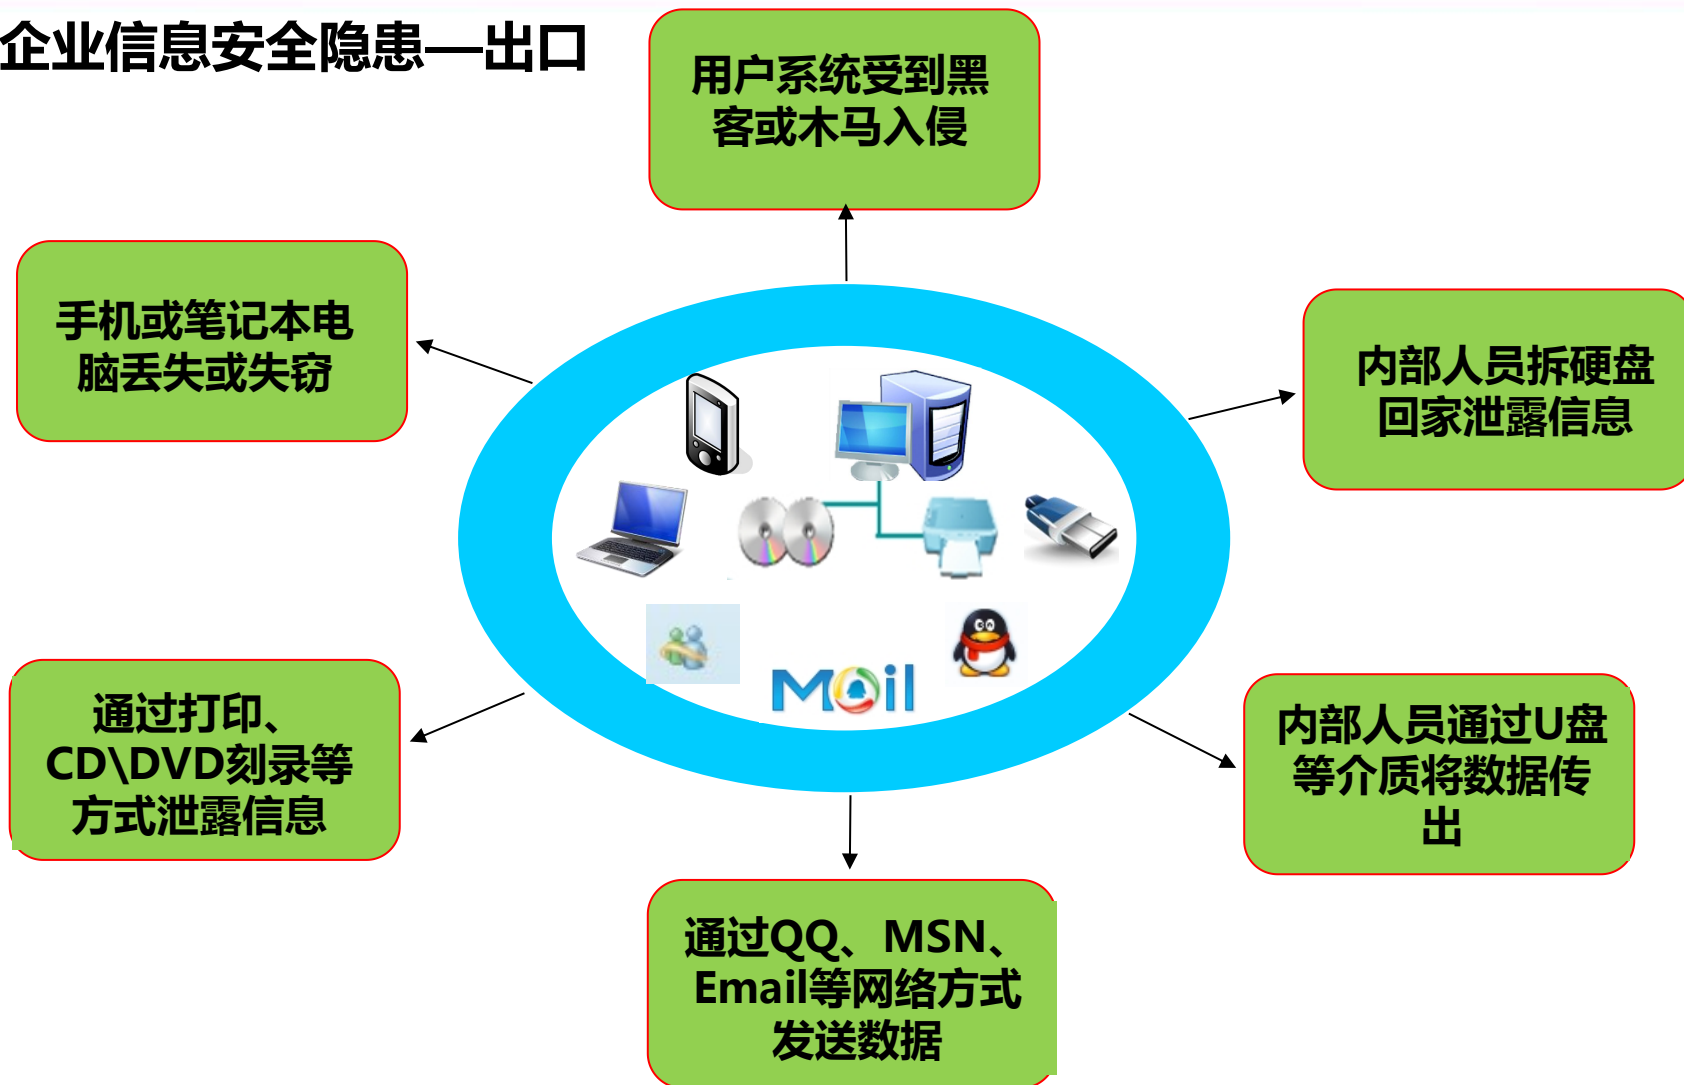 企业信息安全隐患—出口
用户系统受到黑
客或木马入侵
手机或笔记本电
脑丢失或失窃
内部人员拆硬盘
回家泄露信息
Mail
通过打印、
CD\DVD刻录等
方式泄露信息
内部人员通过U盘
等介质将数据传
出
通过QQ、MSN、
Email等网络方式
发送数据